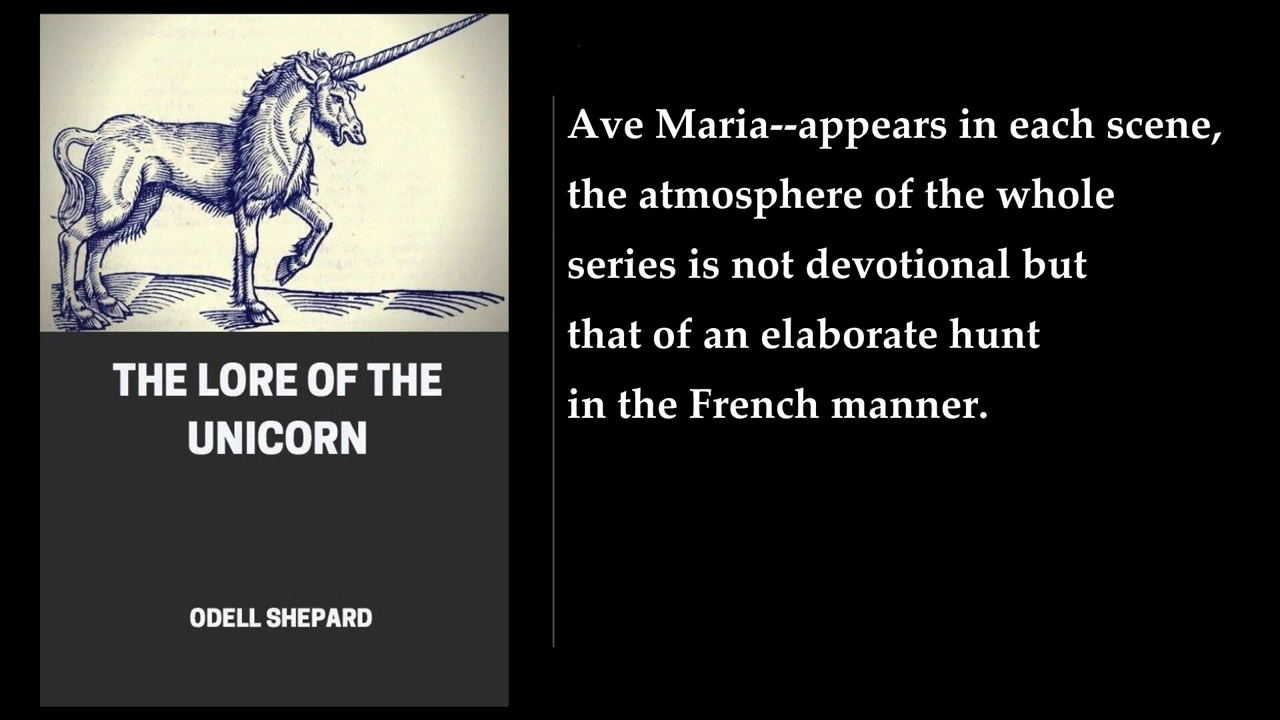 THE LORE OF THE
UNICORN
ODELL SHEPARD
Ave Maria--appears in each scene,
the atmosphere of the whole
series is not devotional but
that of an elaborate hunt
in the French manner.